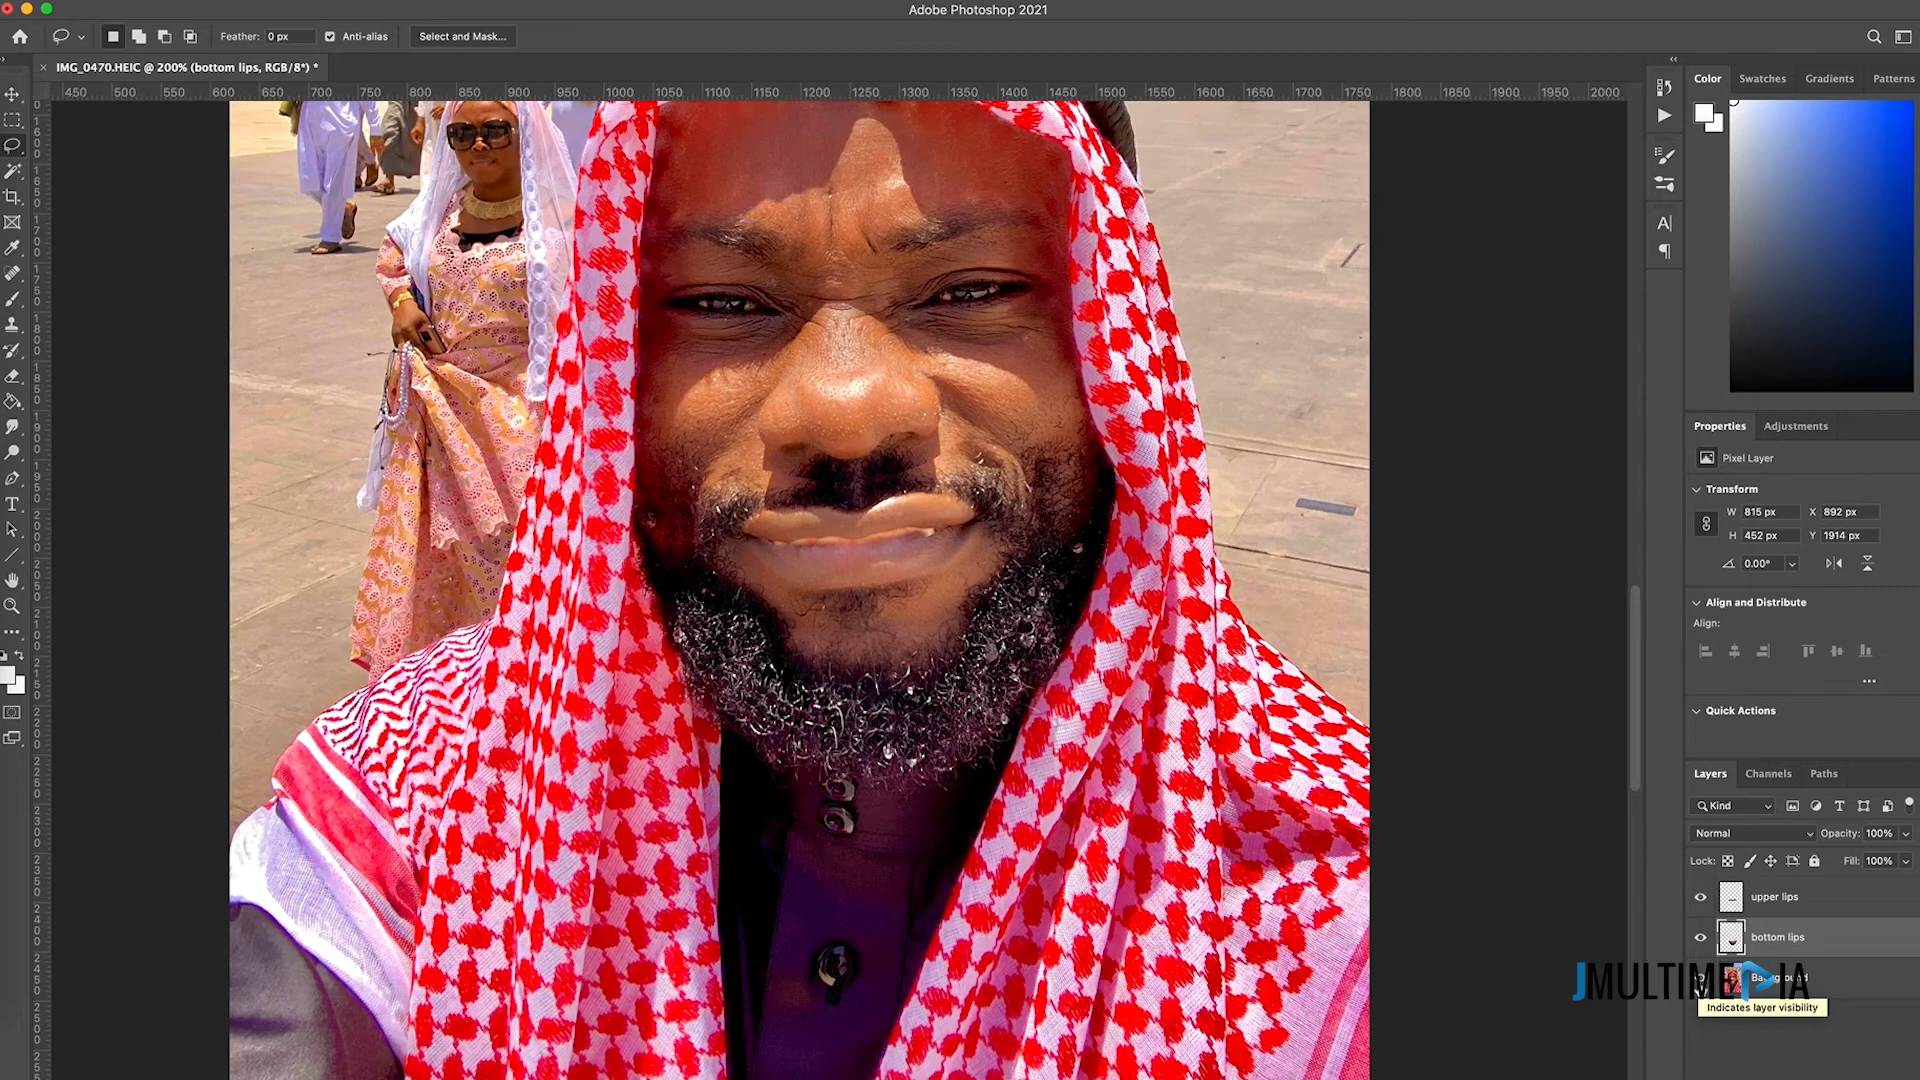 Adobe Photoshop 2021
Feather: 0 px Anti-alias Select and Mask...
IMG_0470.HEIC @ 200% (bottom lips, RGB/8*) *
450 500 550 600 650 700 750 800 850 900 950 1000 1050 1100 1150 1200 1250 1300 1350 1400 1450 1500 1550 1600 1650 1700 1750 1800 1850 1900 1950 2000
Color Swatches Gradients Patterns
Properties Adjustments
Pixel Layer
Transform
W 815 px X 892 px
H 452 px Y 1914 px
0.00°
Align and Distribute
Align:
Quick Actions
Layers Channels Paths
Kind
Normal Opacity: 100%
Lock: Fill: 100%
upper lips
bottom lips
Background
JMULTIMEDIA
Indicates layer visibility